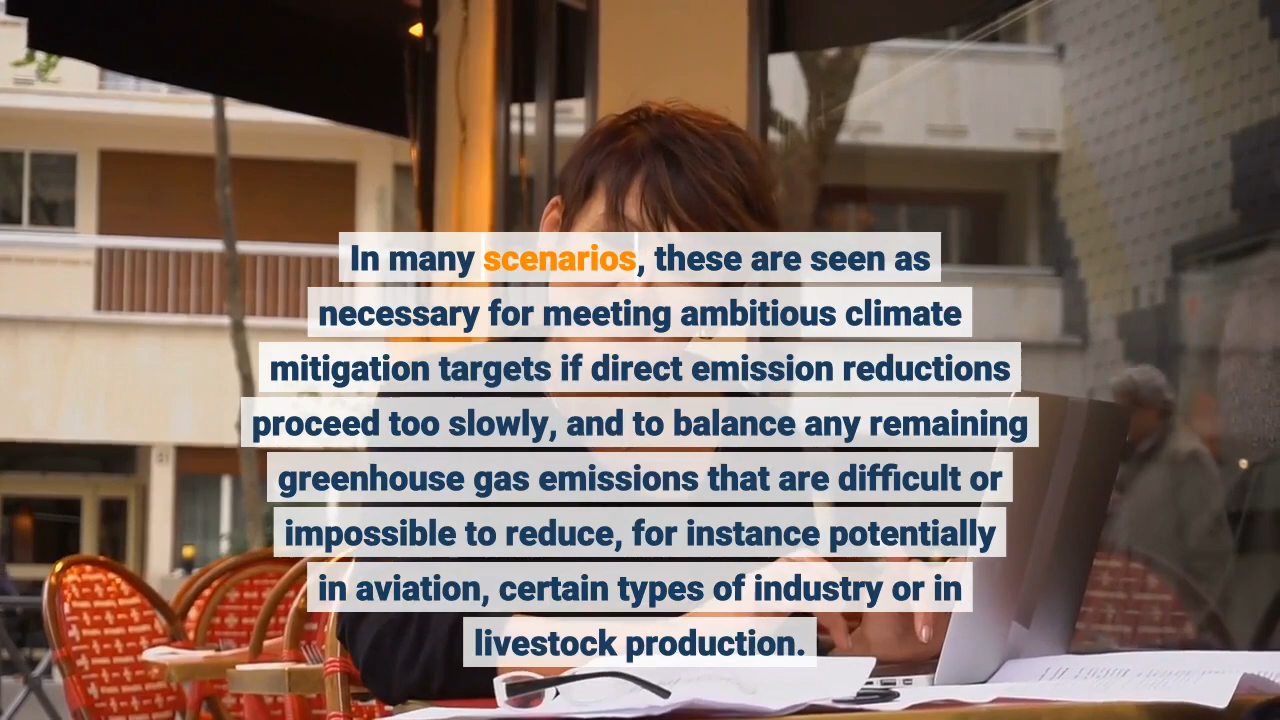 In many scenarios, these are seen as
necessary for meeting ambitious climate
mitigation targets if direct emission reductions
proceed too slowly, and to balance any remaining
greenhouse gas emissions that are difficult or
impossible to reduce, for instance potentially
in aviation, certain types of industry or in
livestock production.